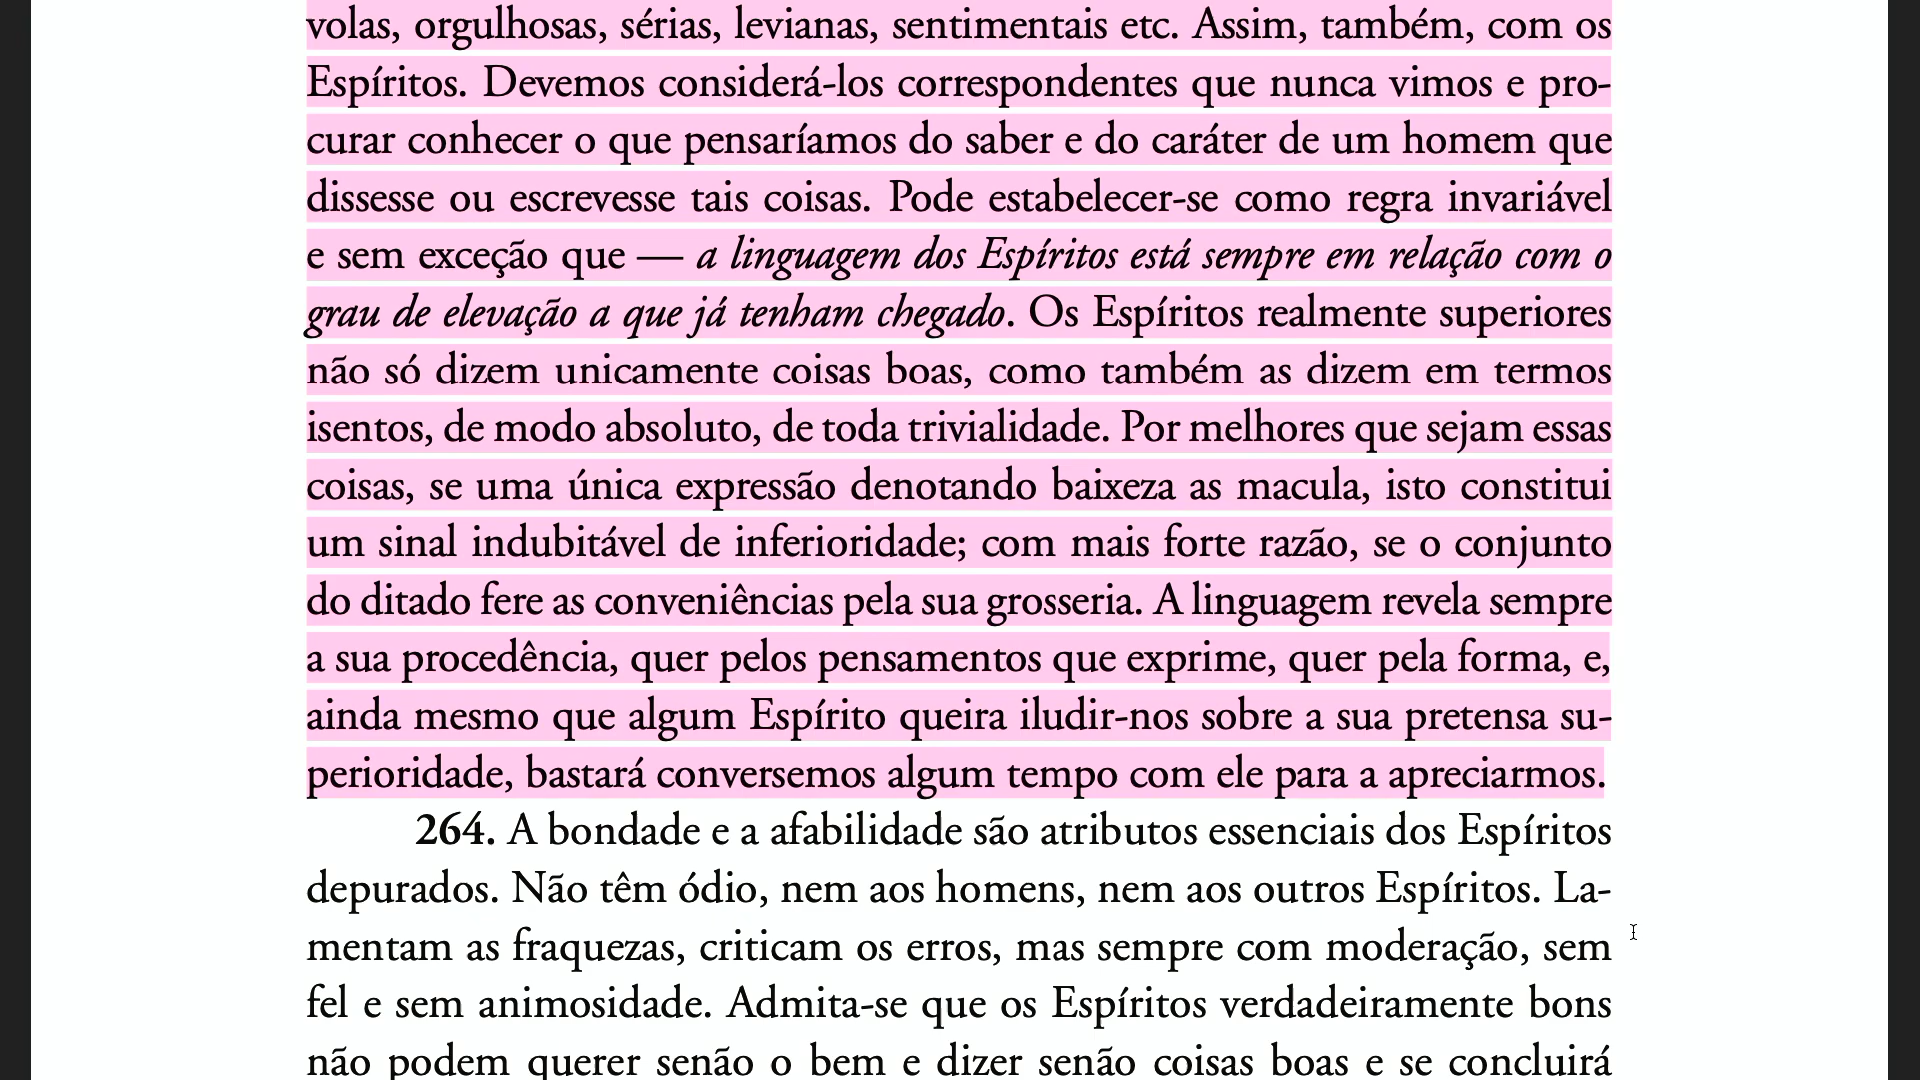 volas, orgulhosas, sérias, levianas, sentimentais etc. Assim, também, com os
Espíritos. Devemos considerá-los correspondentes que nunca vimos e pro-
curar conhecer o que pensaríamos do saber e do caráter de um homem que
dissesse ou escrevesse tais coisas. Pode estabelecer-se como regra invariável
e sem exceção que — a linguagem dos Espíritos está sempre em relação com o
grau de elevação a que já tenham chegado. Os Espíritos realmente superiores
não só dizem unicamente coisas boas, como também as dizem em termos
isentos, de modo absoluto, de toda trivialidade. Por melhores que sejam essas
coisas, se uma única expressão denotando baixeza as macula, isto constitui
um sinal indubitável de inferioridade; com mais forte razão, se o conjunto
do ditado fere as conveniências pela sua grosseria. A linguagem revela sempre
a sua procedência, quer pelos pensamentos que exprime, quer pela forma, e,
ainda mesmo que algum Espírito queira iludir-nos sobre a sua pretensa su-
perioridade, bastará conversemos algum tempo com ele para a apreciarmos.
264. A bondade e a afabilidade são atributos essenciais dos Espíritos
depurados. Não têm ódio, nem aos homens, nem aos outros Espíritos. La-
mentam as fraquezas, criticam os erros, mas sempre com moderação, sem
fel e sem animosidade. Admita-se que os Espíritos verdadeiramente bons
não podem querer senão o bem e dizer senão coisas boas e se concluirá